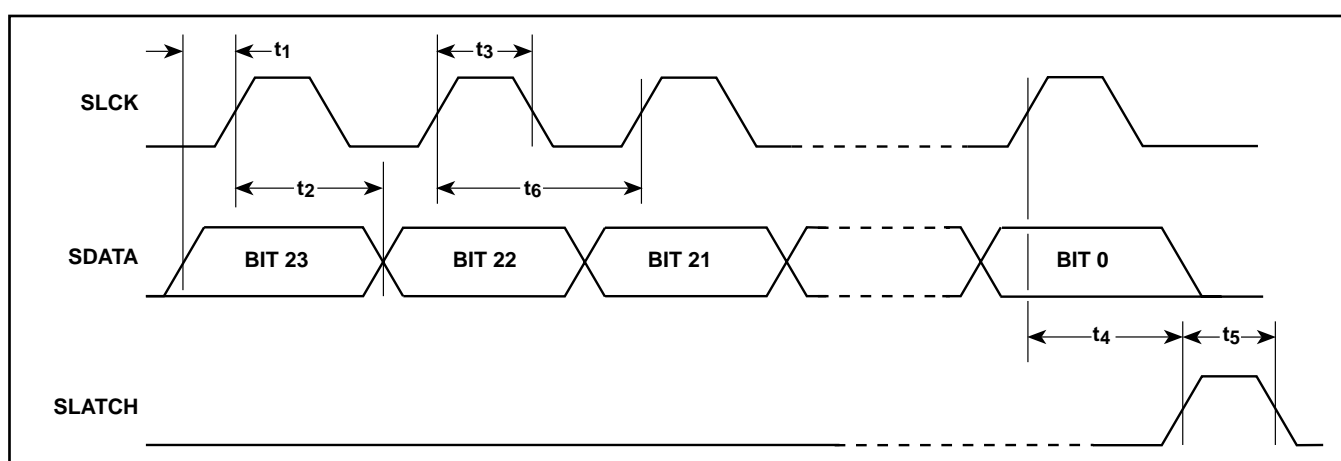 t1
t3
SLCK
t2
t6
SDATA
BIT 23
BIT 22
BIT 21
BIT 0
t4
t5
SLATCH